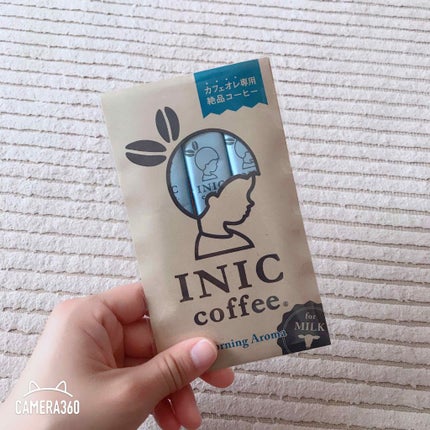 カフェオレ専用
絶品コーヒー
INIC
INIC
coffee®
for
MILK
orning Aroma
CAMERA360